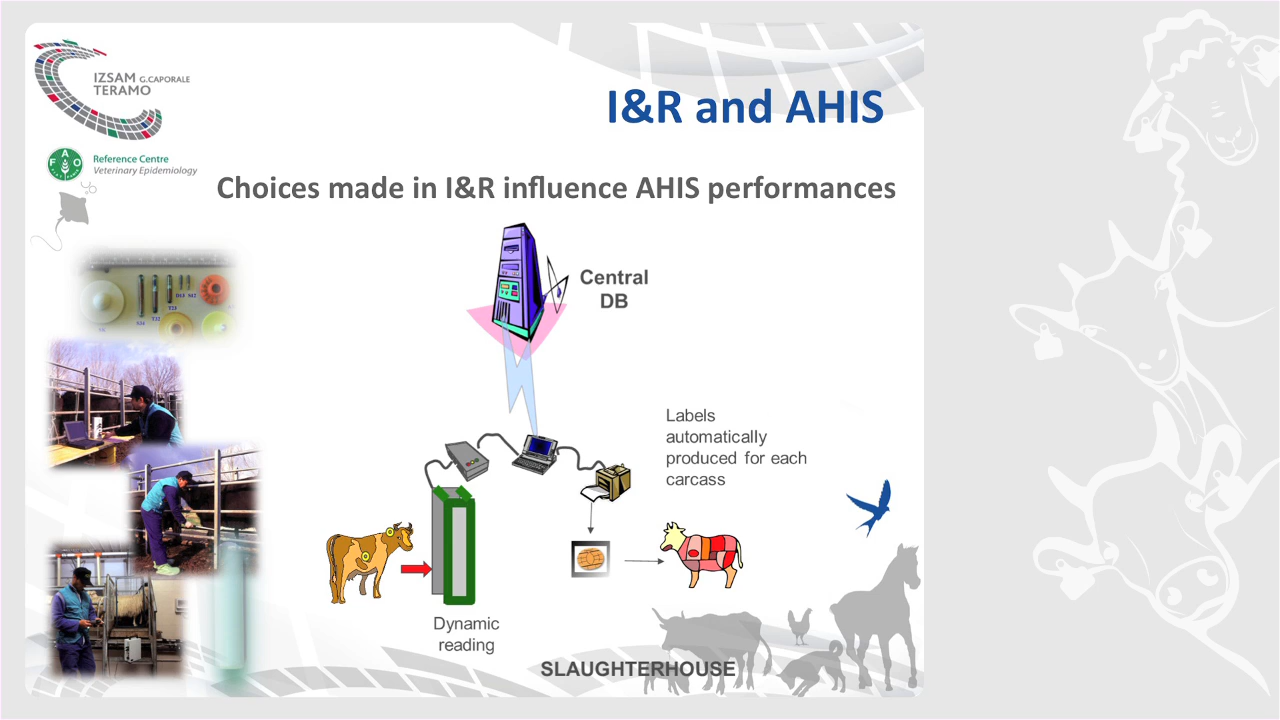 IZSAM G.CAPORALE
TERAMO
FAO
Reference Centre
Veterinary Epidemiology
I&R and AHIS
Choices made in I&R influence AHIS performances
Central
DB
Labels
automatically
produced for each
carcass
Dynamic
reading
SLAUGHTERHOUSE